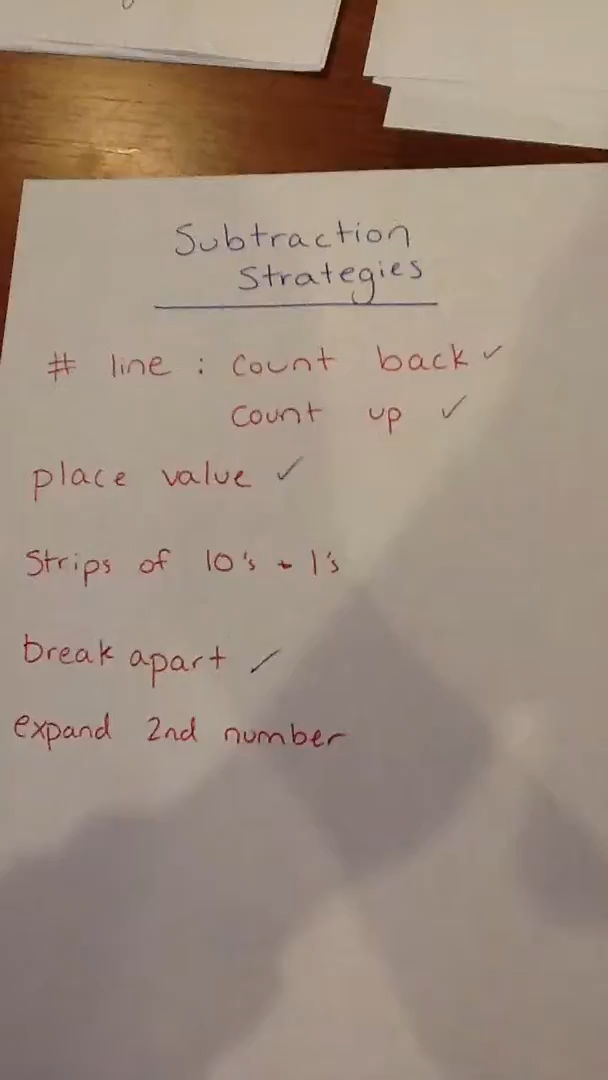 Subtraction
Strategies
# line : count back ✓
count up ✓
place value ✓
Strips of 10's + 1's
break apart ✓
expand 2nd number